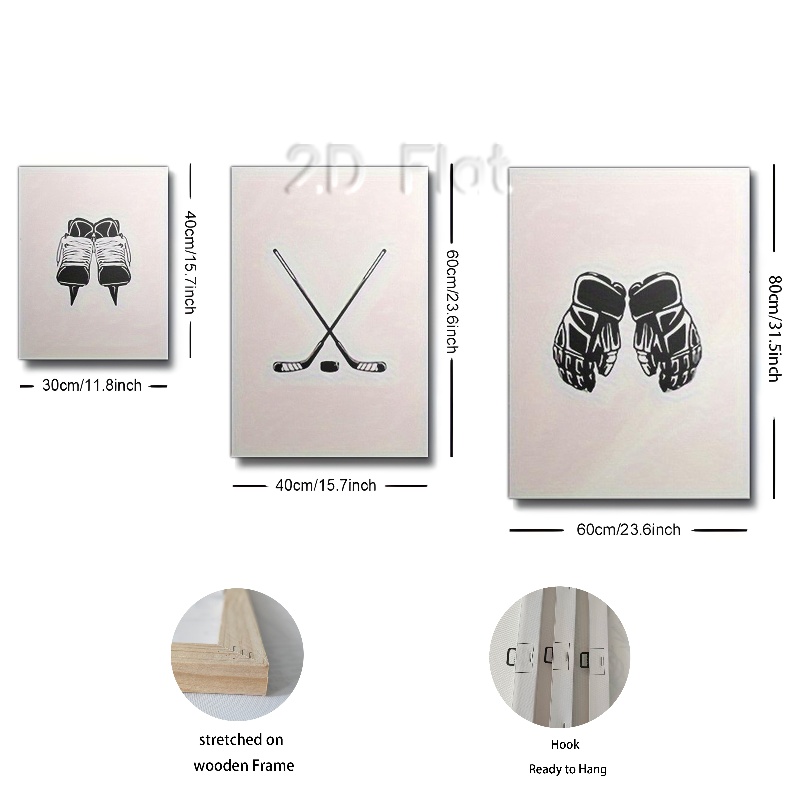 2D Flat
40cm/15.7inch
30cm/11.8inch
60cm/23.6inch
40cm/15.7inch
80cm/31.5inch
60cm/23.6inch
stretched on
wooden Frame
Hook
Ready to Hang